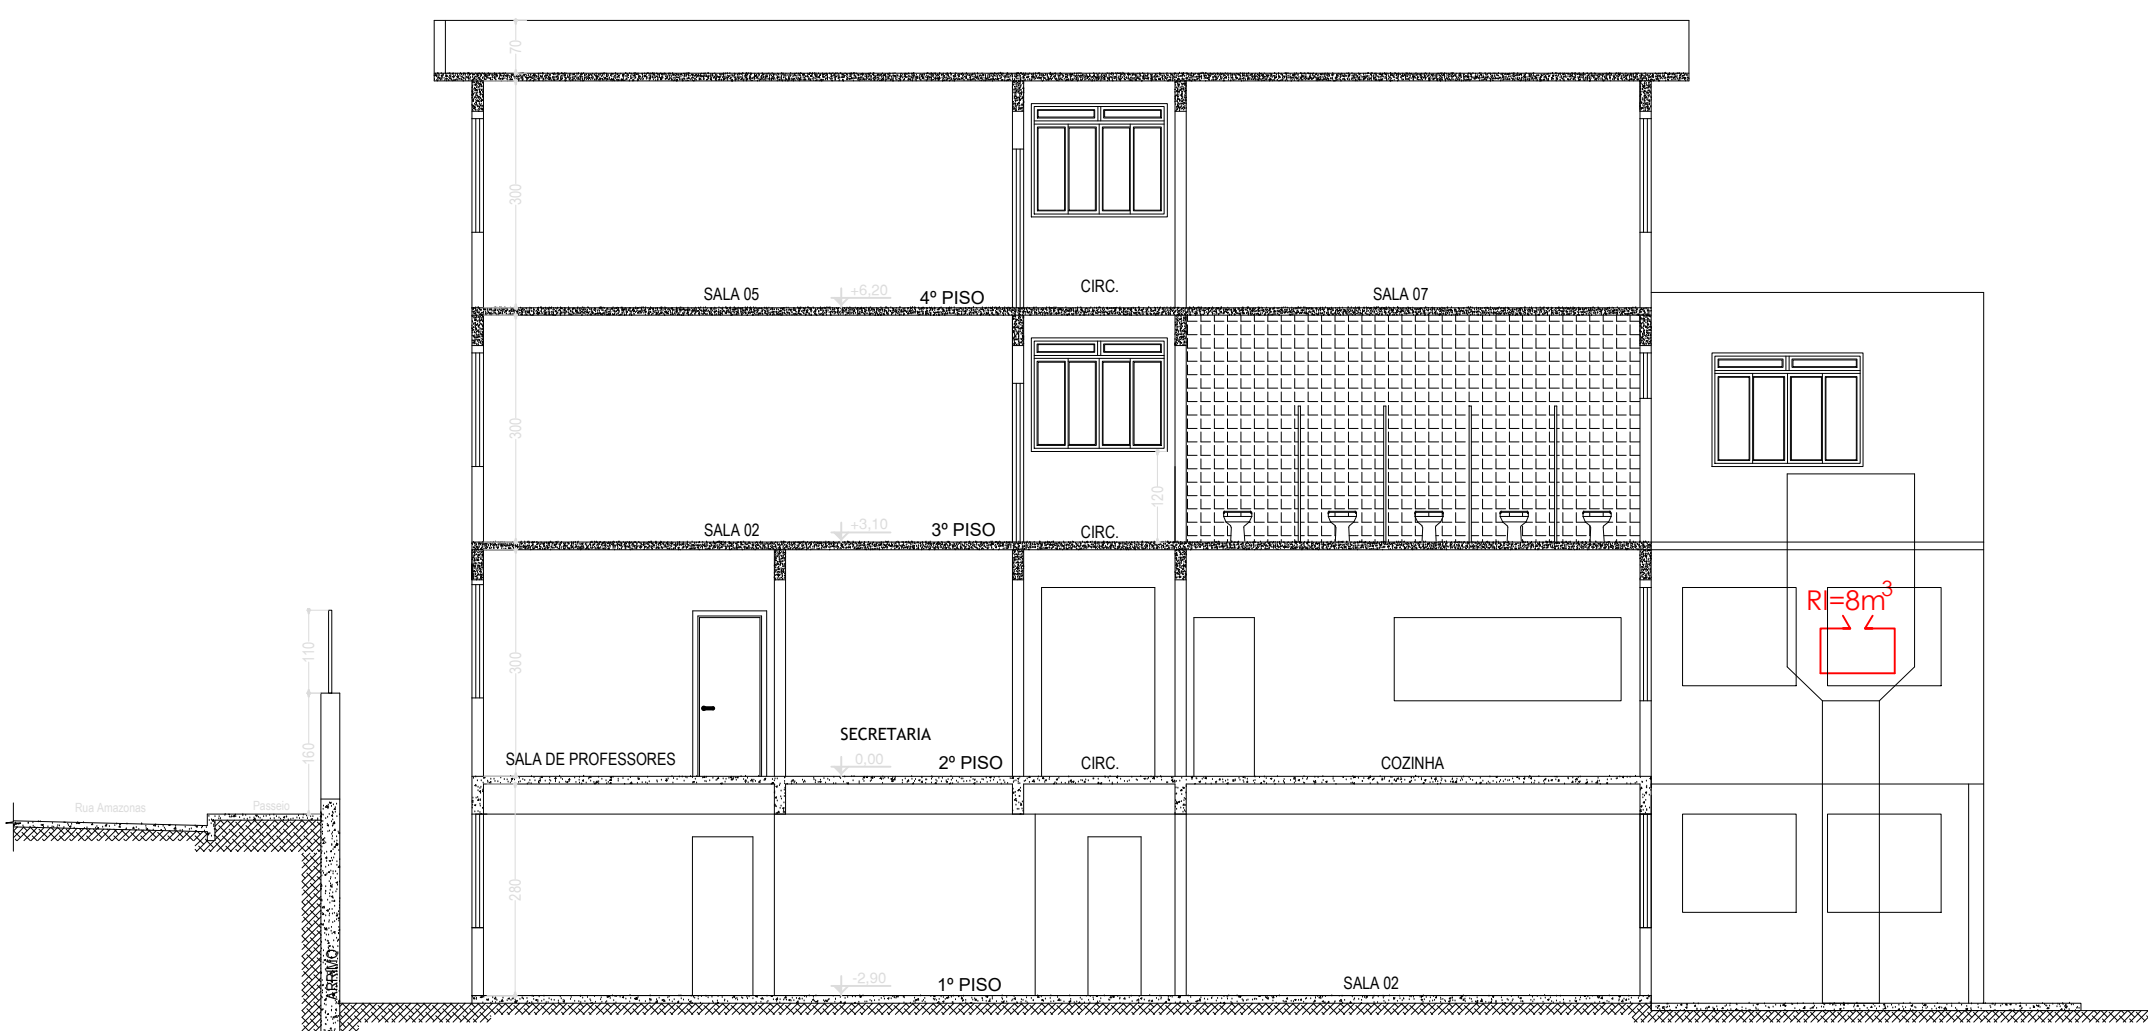 70
300
SALA 05
+6,20
4º PISO
CIRC.
SALA 07
300
120
SALA 02
+3,10
3º PISO
CIRC.
RI=8m³
110
300
160
SECRETARIA
SALA DE PROFESSORES
0,00
2º PISO
CIRC.
COZINHA
Rua Amazonas
Passeio
280
ARRIMO
-2,90
1º PISO
SALA 02